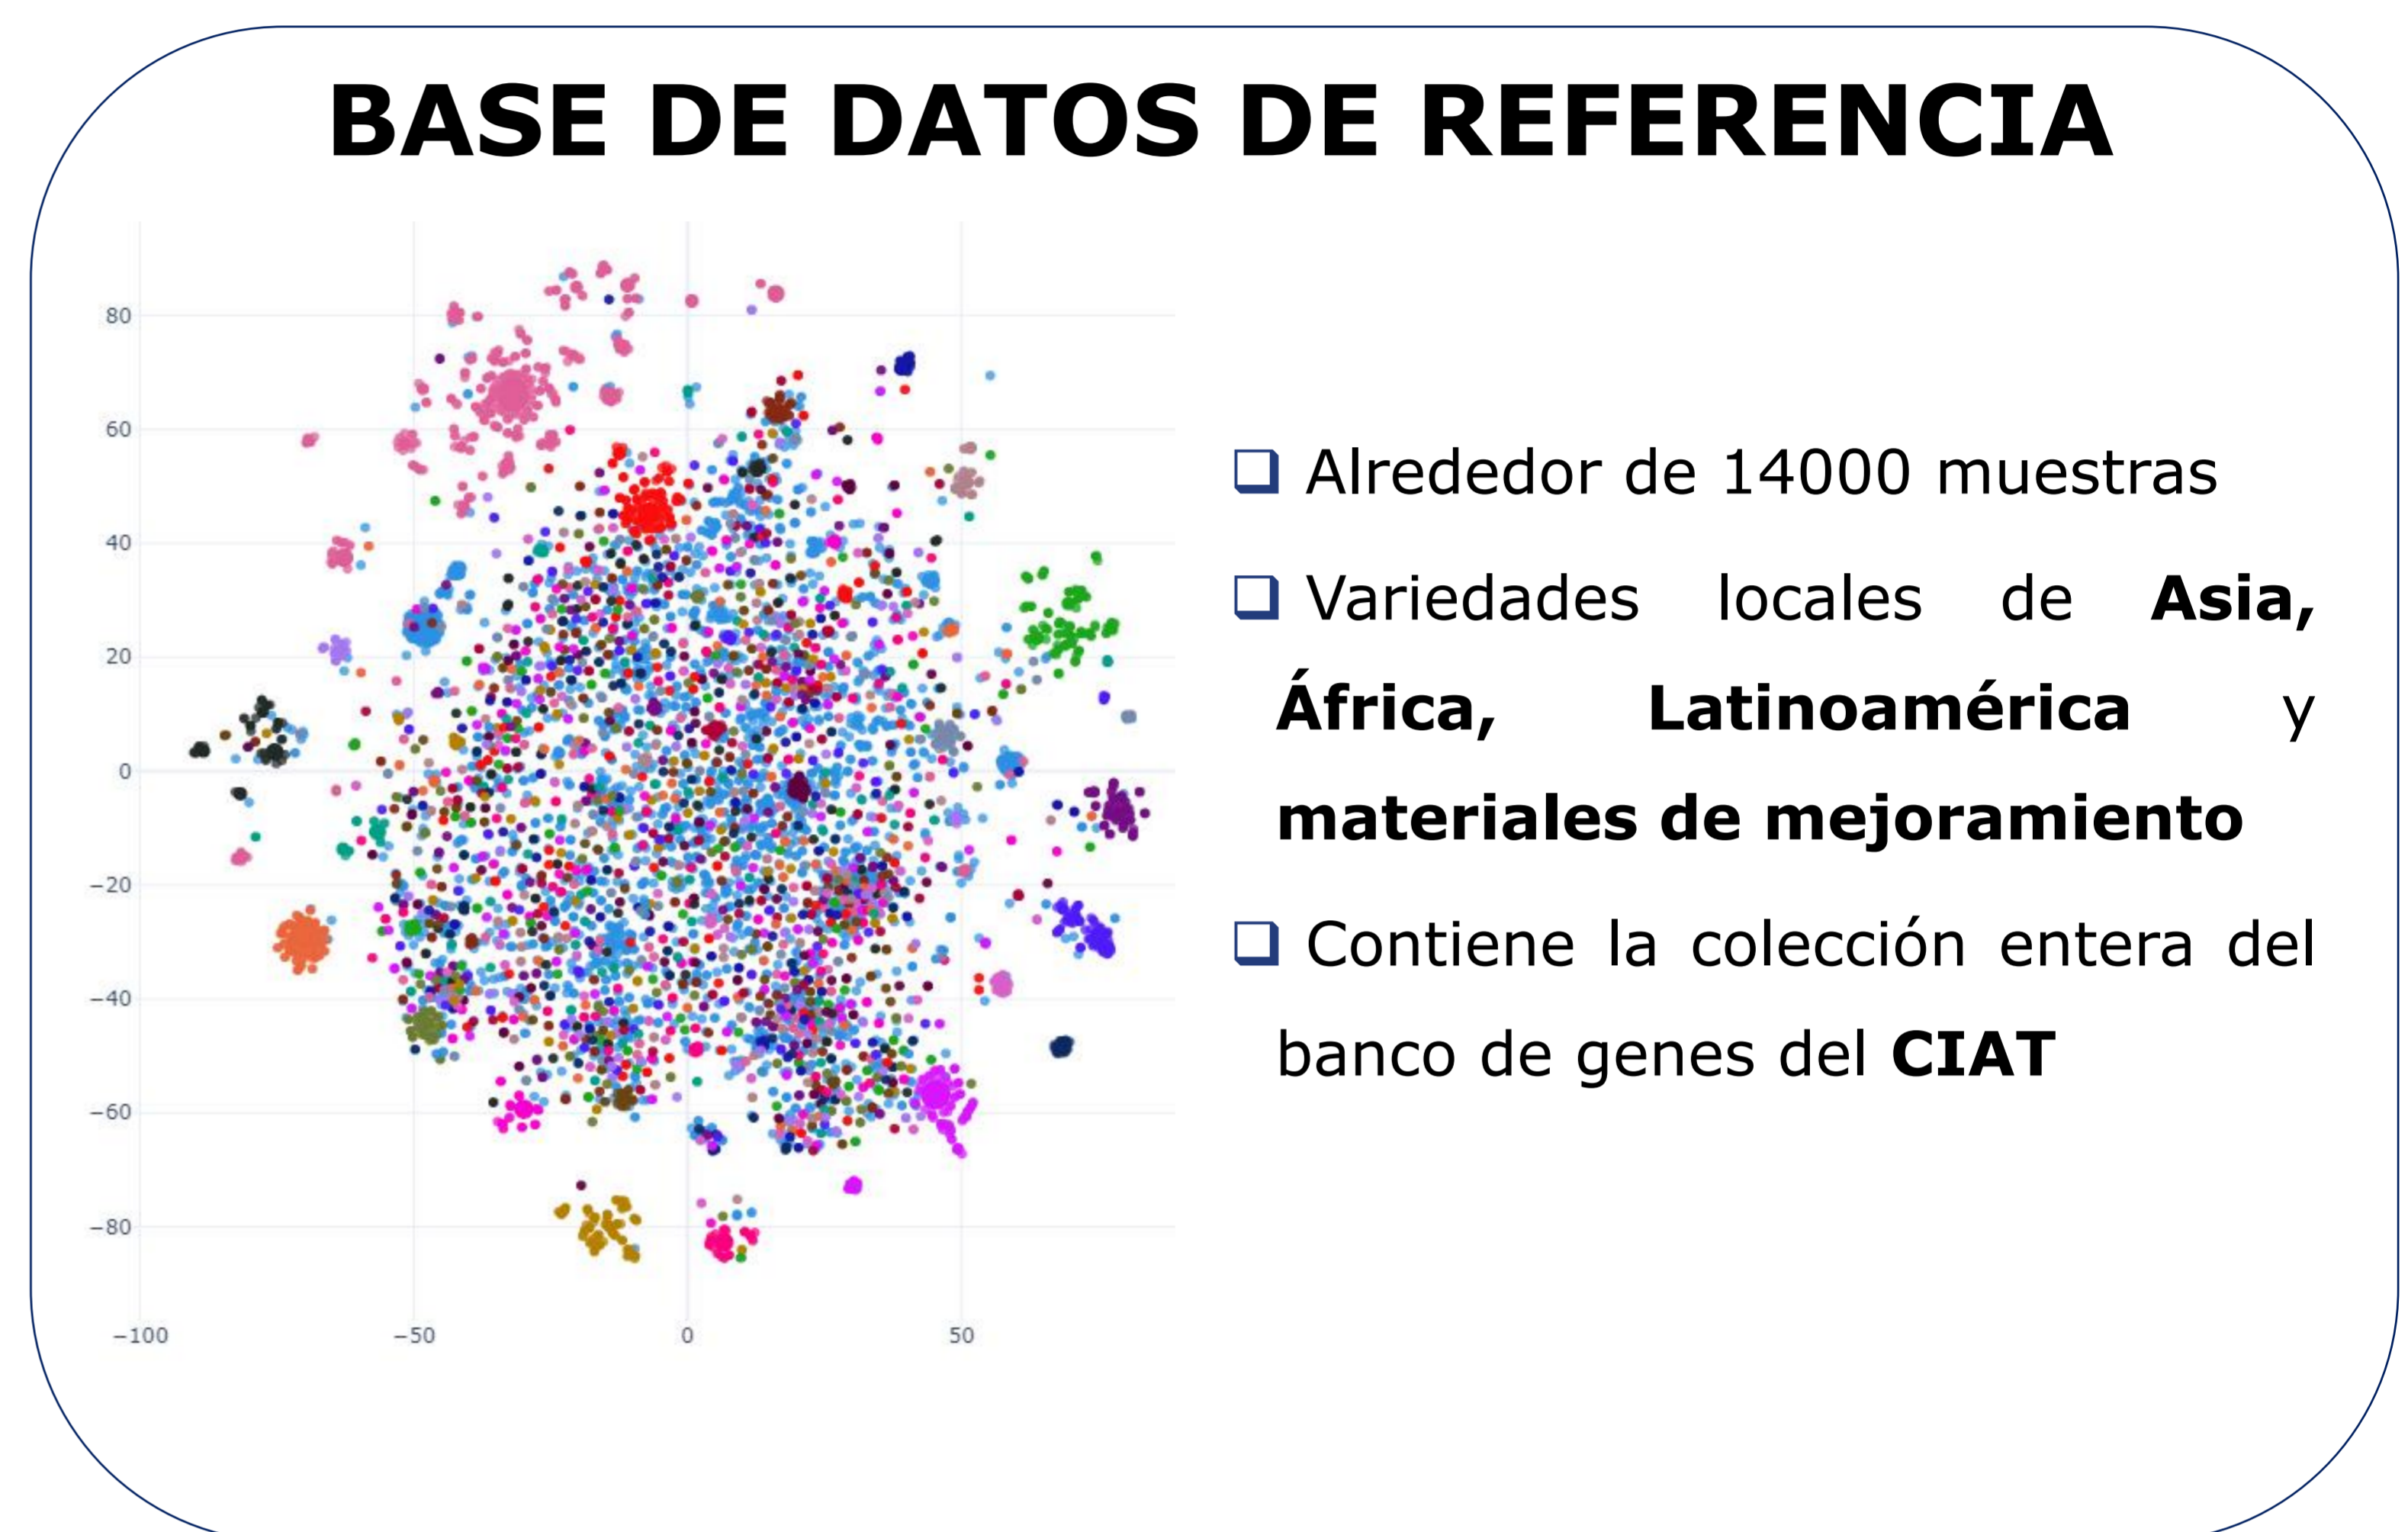 BASE DE DATOS DE REFERENCIA
80
60
40
20
0
−20
−40
−60
−80
−100
−50
0
50
Alrededor de 14000 muestras
Variedades locales de Asia,
África, Latinoamérica y
materiales de mejoramiento
Contiene la colección entera del
banco de genes del CIAT